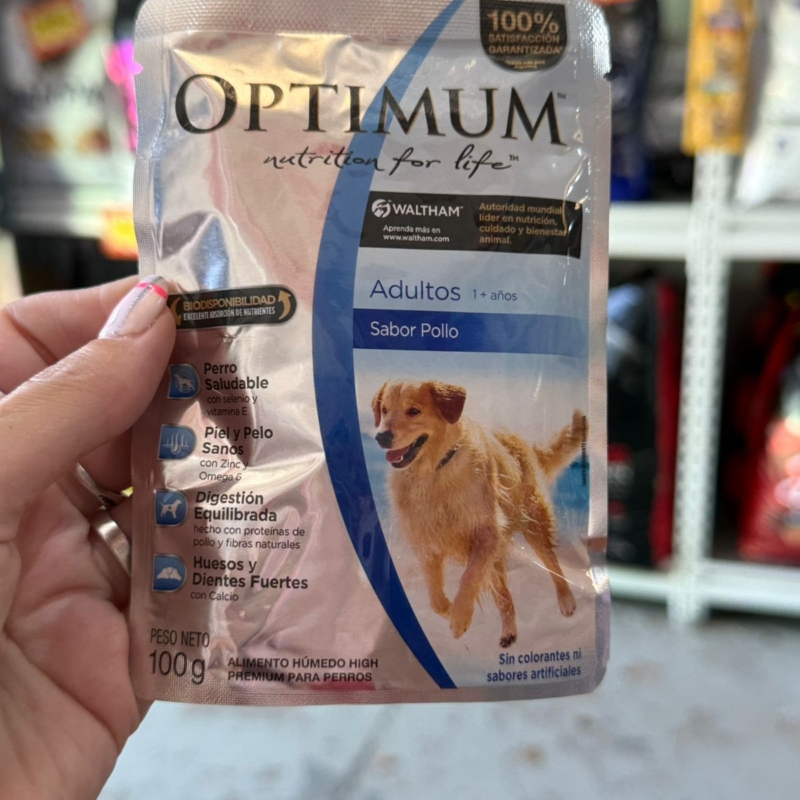 100%
SATISFACCIÓN
GARANTIZADA*
OPTIMUM™
nutrition for life™
WALTHAM™
Aprenda más en
www.waltham.com
Autoridad mundial
líder en nutrición,
cuidado y bienestar
animal.
Adultos 1+ años
Sabor Pollo
BIODISPONIBILIDAD
EXCELENTE ABSORCIÓN DE NUTRIENTES
Perro
Saludable
con selenio y
vitamina E
Piel y Pelo
Sanos
con Zinc y
Omega 6
Digestión
Equilibrada
hecho con proteínas de
pollo y fibras naturales
Huesos y
Dientes Fuertes
con Calcio
PESO NETO
100g
ALIMENTO HÚMEDO HIGH
PREMIUM PARA PERROS
Sin colorantes ni
sabores artificiales